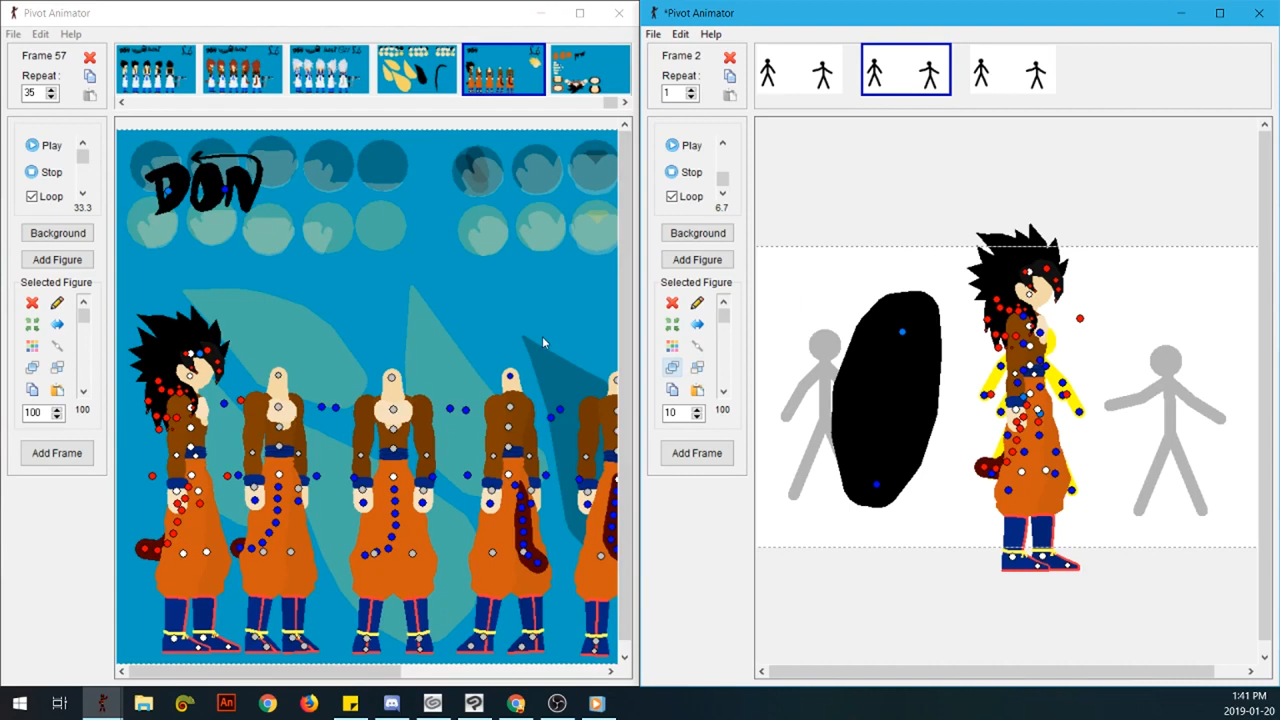 Pivot Animator
File Edit Help
Frame 57
Repeat:
35
Play
Stop
Loop
33.3
Background
Add Figure
Selected Figure
100 100
Add Frame
DON
*Pivot Animator
File Edit Help
Frame 2
Repeat:
1
Play
Stop
Loop
6.7
Background
Add Figure
Selected Figure
10 100
Add Frame
An
1:41 PM
2019-01-20